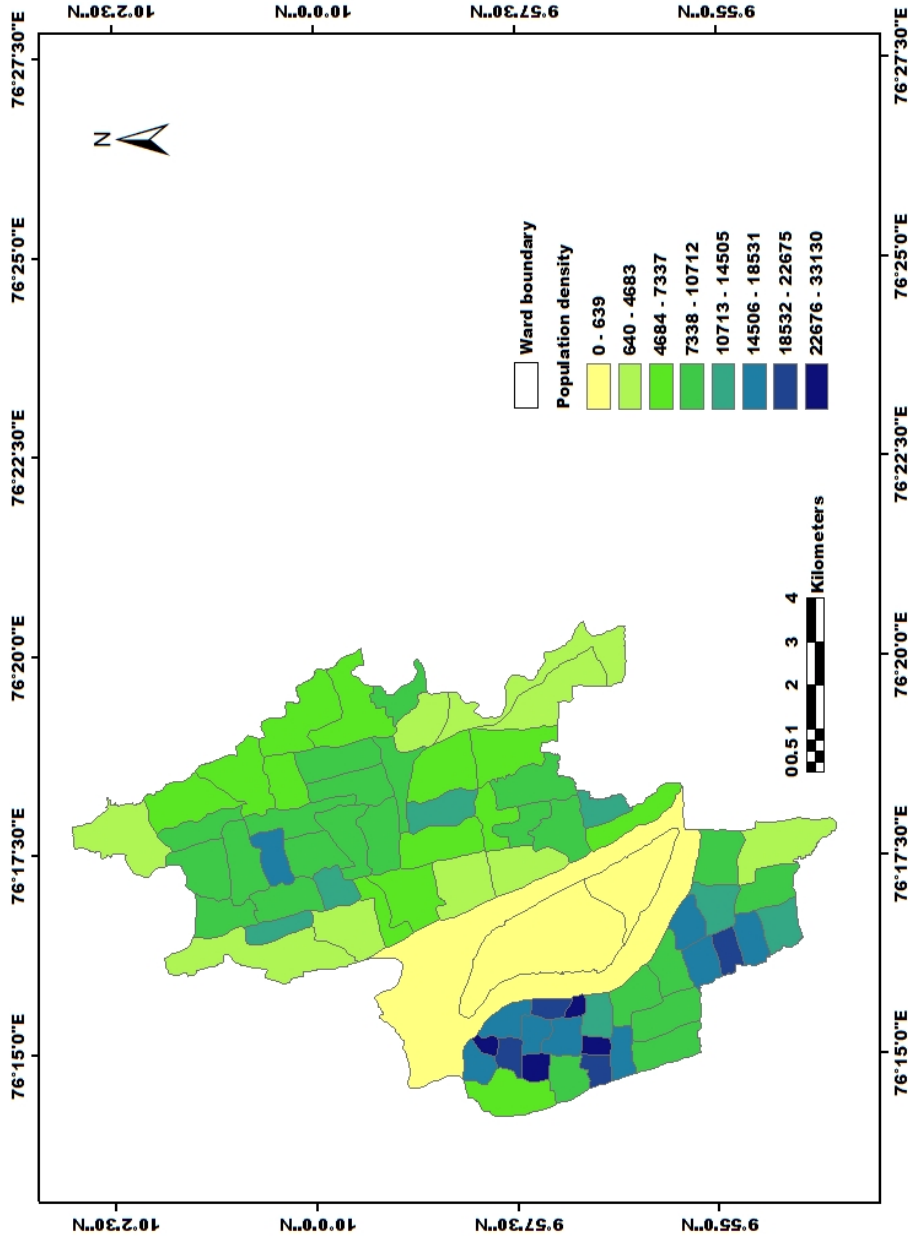 76°15'0"E 76°17'30"E 76°20'0"E 76°22'30"E 76°25'0"E 76°27'30"E
10°2'30"N 10°2'30"N
10°0'0"N 10°0'0"N
9°57'30"N 9°57'30"N
9°55'0"N 9°55'0"N
N
Ward boundary
Population density
0 - 639
640 - 4683
4684 - 7337
7338 - 10712
10713 - 14505
14506 - 18531
18532 - 22675
22676 - 33130
0 0.5 1 2 3 4
Kilometers
76°15'0"E 76°17'30"E 76°20'0"E 76°22'30"E 76°25'0"E 76°27'30"E